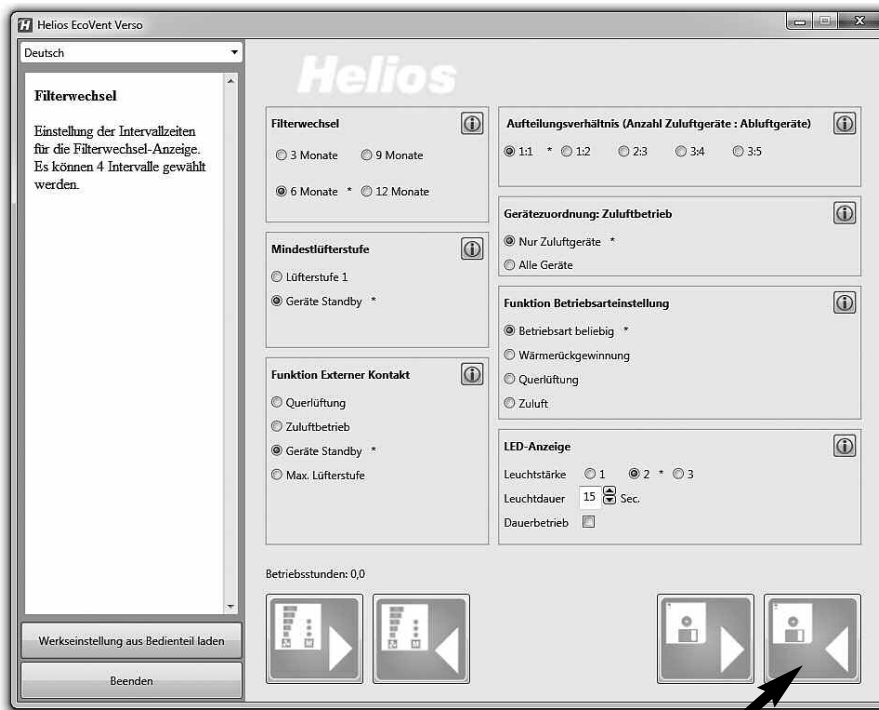 Helios EcoVent Verso
Deutsch
Filterwechsel
Einstellung der Intervallzeiten
für die Filterwechsel-Anzeige.
Es können 4 Intervalle gewählt
werden.
Werkseinstellung aus Bedienteil laden
Beenden
Helios
Filterwechsel
3 Monate 9 Monate
6 Monate * 12 Monate
Mindestlüfterstufe
Lüfterstufe 1
Geräte Standby *
Funktion Externer Kontakt
Querlüftung
Zuluftbetrieb
Geräte Standby *
Max. Lüfterstufe
Aufteilungsverhältnis (Anzahl Zuluftgeräte : Abluftgeräte)
1:1 * 1:2 2:3 3:4 3:5
Gerätezuordnung: Zuluftbetrieb
Nur Zuluftgeräte *
Alle Geräte
Funktion Betriebsarteinstellung
Betriebsart beliebig *
Wärmerückgewinnung
Querlüftung
Zuluft
LED-Anzeige
Leuchtstärke 1 2 * 3
Leuchtdauer 15 Sec.
Dauerbetrieb
Betriebsstunden: 0,0